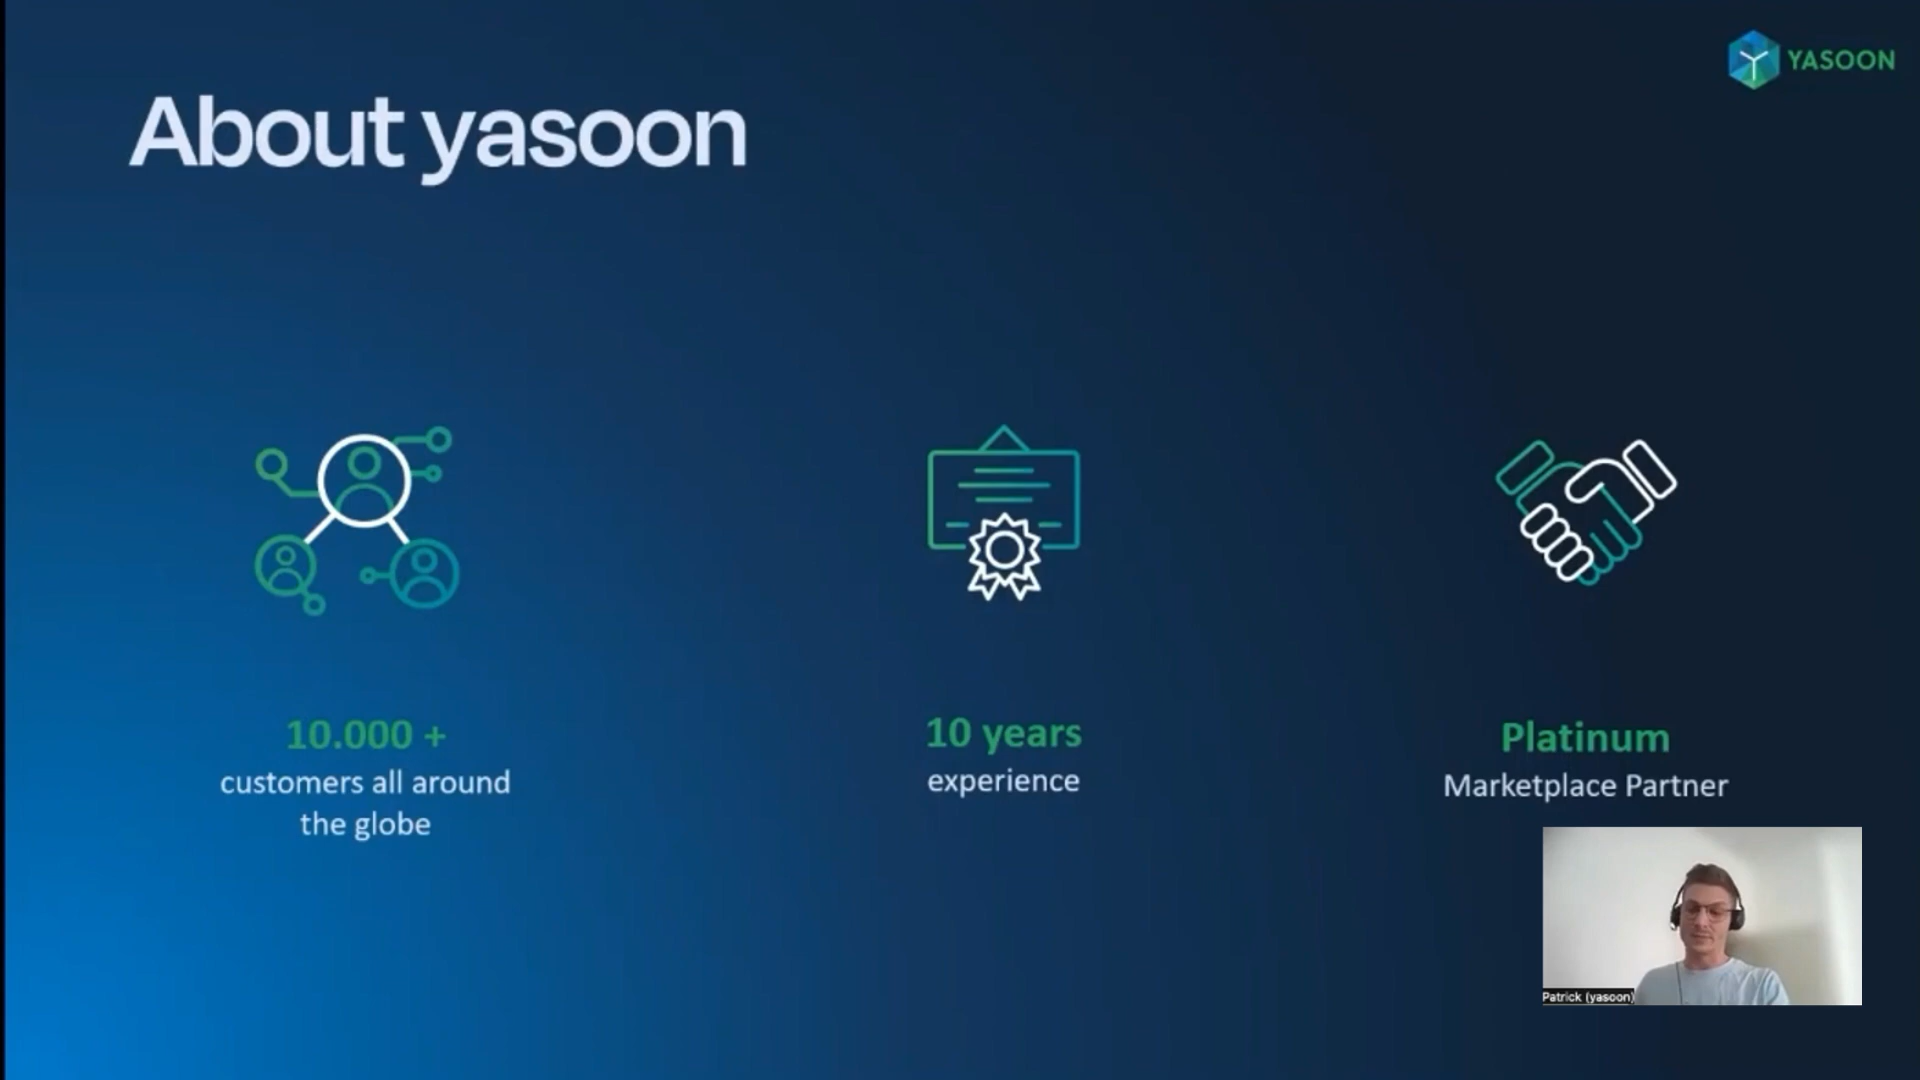 YASOON
About yasoon
10.000 +
customers all around
the globe
10 years
experience
Platinum
Marketplace Partner
Patrick (yasoon)